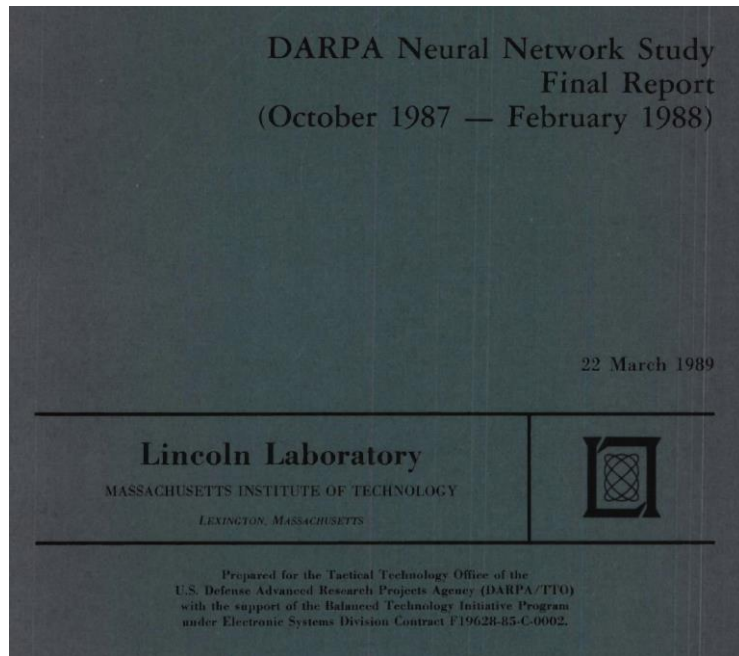 DARPA Neural Network Study
Final Report
(October 1987 — February 1988)
22 March 1989
Lincoln Laboratory
MASSACHUSETTS INSTITUTE OF TECHNOLOGY
LEXINGTON, MASSACHUSETTS
Prepared for the Tactical Technology Office of the
U.S. Defense Advanced Research Projects Agency (DARPA/TTO)
with the support of the Balanced Technology Initiative Program
under Electronic Systems Division Contract F19628-85-C-0002.